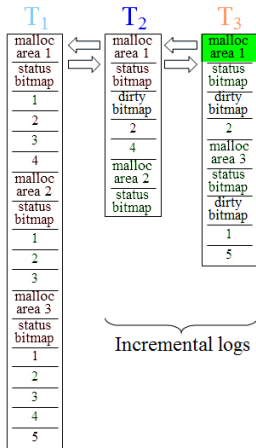 T1
malloc
area 1
status
bitmap
1
2
3
4
malloc
area 2
status
bitmap
1
2
3
malloc
area 3
status
bitmap
1
2
3
4
5
T2
malloc
area 1
status
bitmap
dirty
bitmap
2
4
malloc
area 2
status
bitmap
T3
malloc
area 1
status
bitmap
dirty
bitmap
2
malloc
area 3
status
bitmap
dirty
bitmap
1
5
Incremental logs